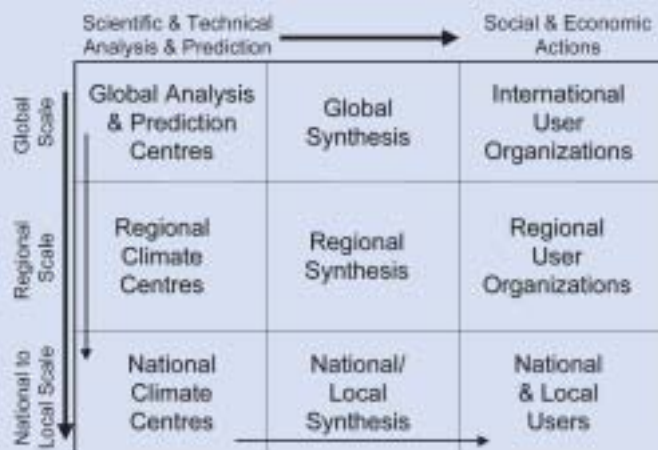 Scientific & Technical
Analysis & Prediction
Social & Economic
Actions
Global
Scale
Global Analysis
& Prediction
Centres
Global
Synthesis
International
User
Organizations
Regional
Scale
Regional
Climate
Centres
Regional
Synthesis
Regional
User
Organizations
National to
Local Scale
National
Climate
Centres
National/
Local
Synthesis
National
& Local
Users